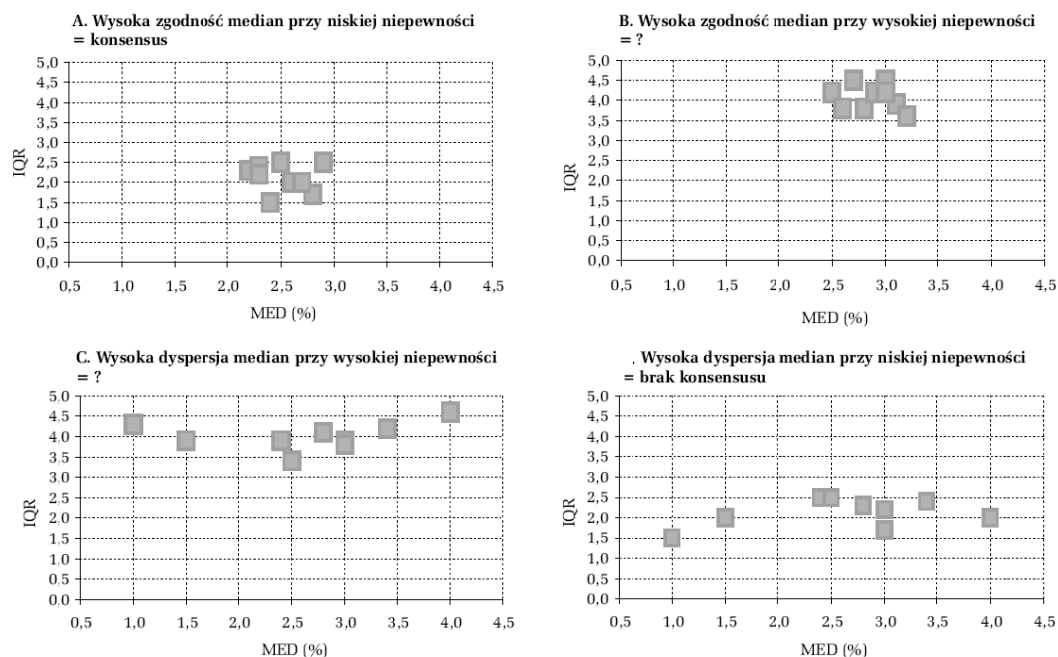 A. Wysoka zgodność median przy niskiej niepewności
= konsensus
5,0
4,5
4,0
3,5
3,0
2,5
2,0
1,5
1,0
0,5
0,0
IQR
0,5 1,0 1,5 2,0 2,5 3,0 3,5 4,0 4,5
MED (%)
B. Wysoka zgodność median przy wysokiej niepewności
= ?
5,0
4,5
4,0
3,5
3,0
2,5
2,0
1,5
1,0
0,5
0,0
IQR
0,5 1,0 1,5 2,0 2,5 3,0 3,5 4,0 4,5
MED (%)
C. Wysoka dyspersja median przy wysokiej niepewności
= ?
5,0
4,5
4,0
3,5
3,0
2,5
2,0
1,5
1,0
0,5
0,0
IQR
0,5 1,0 1,5 2,0 2,5 3,0 3,5 4,0 4,5
MED (%)
. Wysoka dyspersja median przy niskiej niepewności
= brak konsensusu
5,0
4,5
4,0
3,5
3,0
2,5
2,0
1,5
1,0
0,5
0,0
IQR
0,5 1,0 1,5 2,0 2,5 3,0 3,5 4,0 4,5
MED (%)